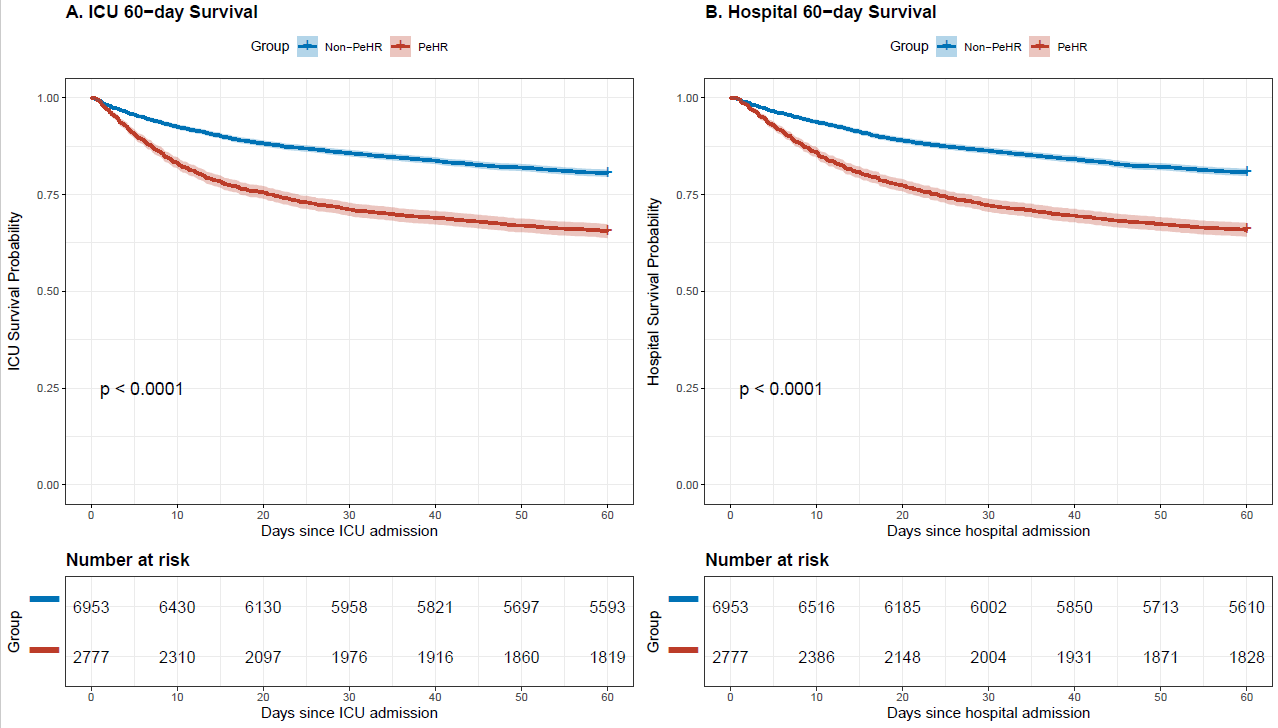 A. ICU 60−day Survival
Group Non−PeHR PeHR
ICU Survival Probability
1.00
0.75
0.50
0.25
0.00
p < 0.0001
0 10 20 30 40 50 60
Days since ICU admission
Number at risk
Group
6953 6430 6130 5958 5821 5697 5593
2777 2310 2097 1976 1916 1860 1819
0 10 20 30 40 50 60
Days since ICU admission
B. Hospital 60−day Survival
Group Non−PeHR PeHR
Hospital Survival Probability
1.00
0.75
0.50
0.25
0.00
p < 0.0001
0 10 20 30 40 50 60
Days since hospital admission
Number at risk
Group
6953 6516 6185 6002 5850 5713 5610
2777 2386 2148 2004 1931 1871 1828
0 10 20 30 40 50 60
Days since hospital admission